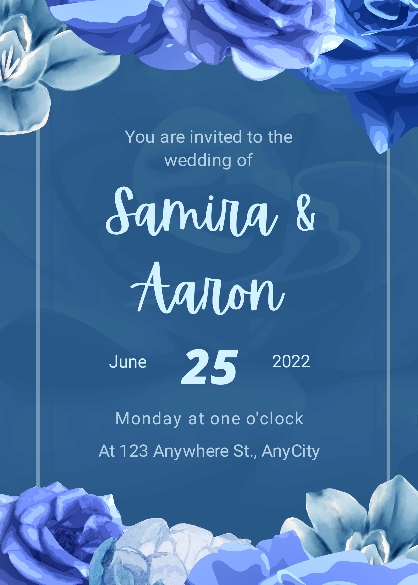 You are invited to the
wedding of
Samira &
Aaron
June 25 2022
Monday at one o'clock
At 123 Anywhere St., AnyCity